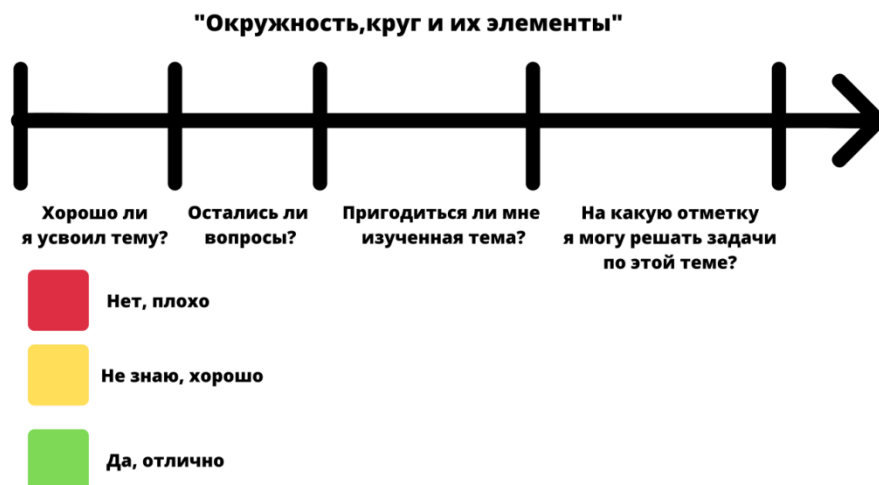 "Окружность,круг и их элементы"
Хорошо ли
я усвоил тему?
Остались ли
вопросы?
Пригодиться ли мне
изученная тема?
На какую отметку
я могу решать задачи
по этой теме?
Нет, плохо
Не знаю, хорошо
Да, отлично